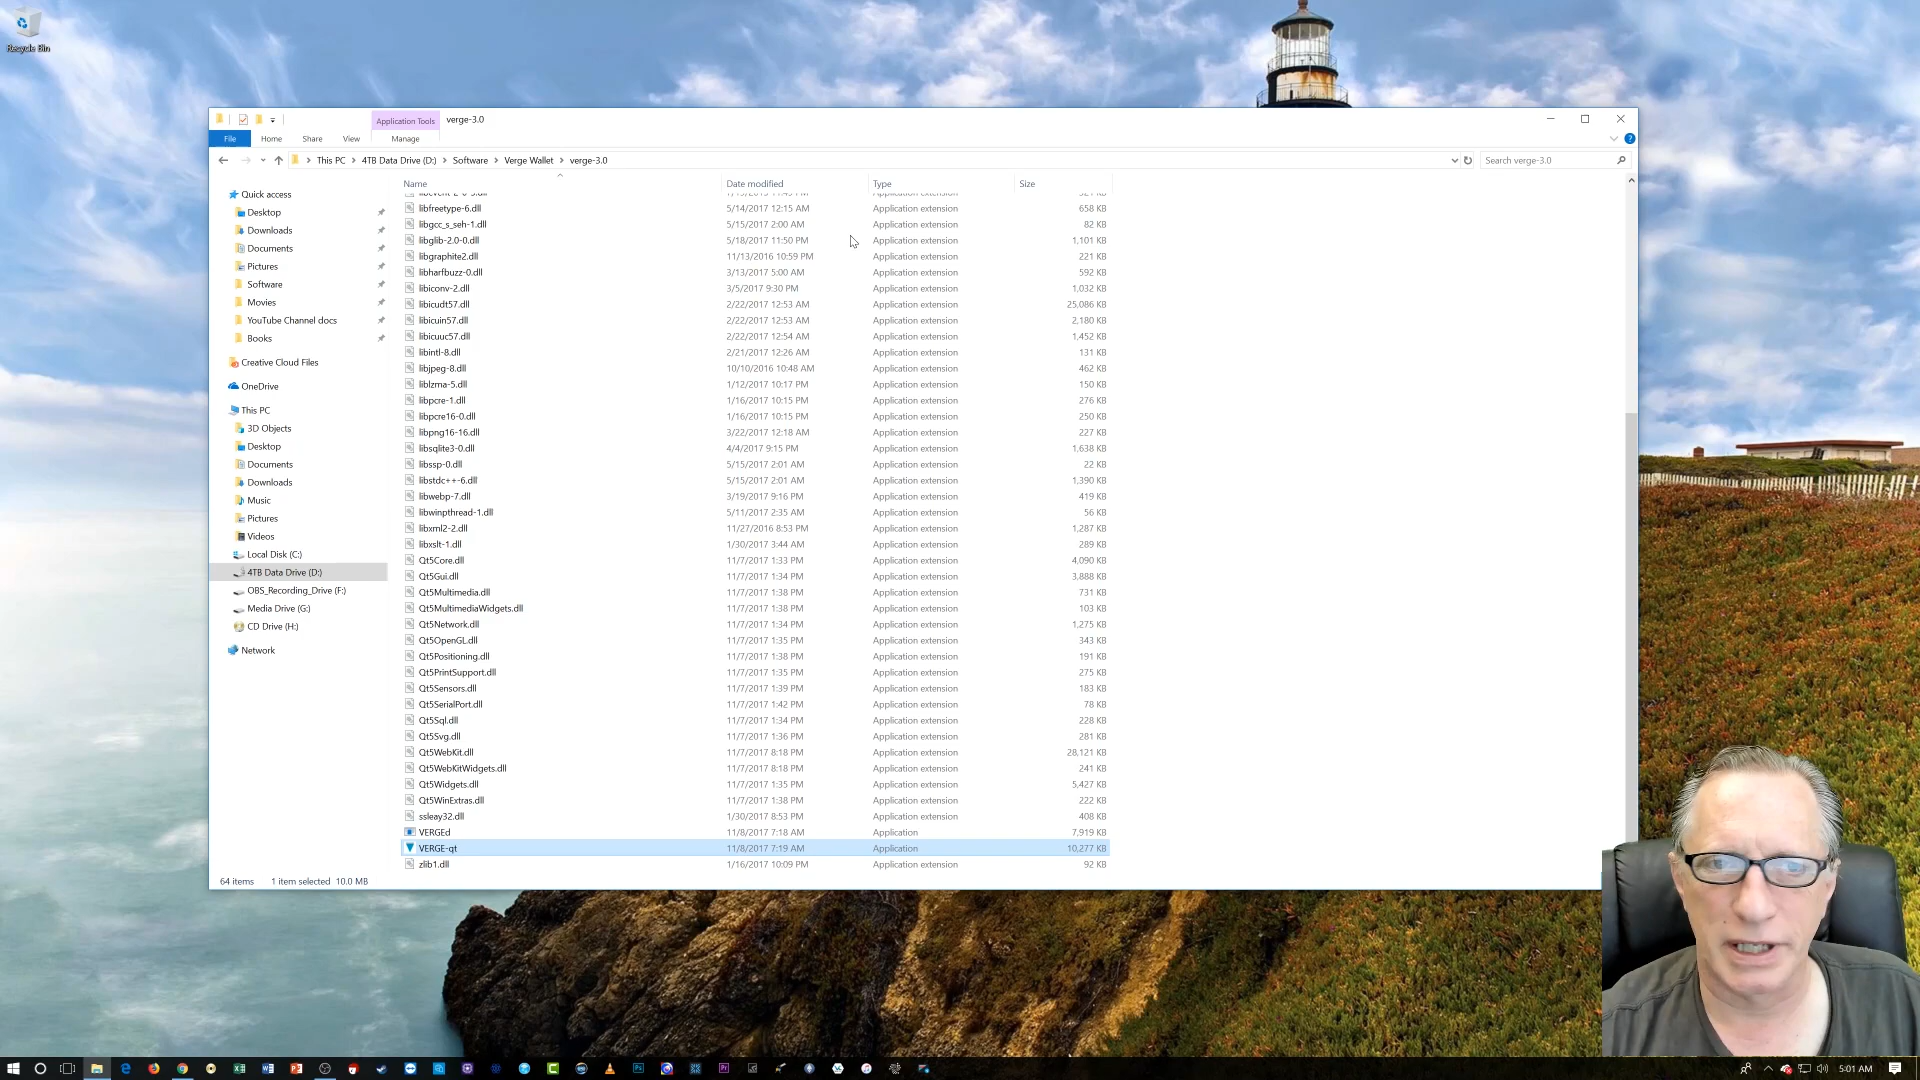 Recycle Bin
Application Tools
verge-3.0
File
Home
Share
View
Manage
This PC
4TB Data Drive (D:)
Software
Verge Wallet
verge-3.0
Search verge-3.0
Quick access
Desktop
Downloads
Documents
Pictures
Software
Movies
YouTube Channel docs
Books
Creative Cloud Files
OneDrive
This PC
3D Objects
Desktop
Documents
Downloads
Music
Pictures
Videos
Local Disk (C:)
4TB Data Drive (D:)
OBS_Recording_Drive (F:)
Media Drive (G:)
CD Drive (H:)
Network
Name Date modified Type Size
libfreetype-6.dll 5/14/2017 12:15 AM Application extension 658 KB
libgcc_s_seh-1.dll 5/15/2017 2:00 AM Application extension 82 KB
libglib-2.0-0.dll 5/18/2017 11:50 PM Application extension 1,101 KB
libgraphite2.dll 11/13/2016 10:59 PM Application extension 221 KB
libharfbuzz-0.dll 3/13/2017 5:00 AM Application extension 592 KB
libiconv-2.dll 3/5/2017 9:30 PM Application extension 1,032 KB
libicudt57.dll 2/22/2017 12:53 AM Application extension 25,086 KB
libicuin57.dll 2/22/2017 12:53 AM Application extension 2,180 KB
libicuuc57.dll 2/22/2017 12:54 AM Application extension 1,452 KB
libintl-8.dll 2/21/2017 12:26 AM Application extension 131 KB
libjpeg-8.dll 10/10/2016 10:48 AM Application extension 462 KB
liblzma-5.dll 1/12/2017 10:17 PM Application extension 150 KB
libpcre-1.dll 1/16/2017 10:15 PM Application extension 276 KB
libpcre16-0.dll 1/16/2017 10:15 PM Application extension 250 KB
libpng16-16.dll 3/22/2017 12:18 AM Application extension 227 KB
libsqlite3-0.dll 4/4/2017 9:15 PM Application extension 1,638 KB
libssp-0.dll 5/15/2017 2:01 AM Application extension 22 KB
libstdc++-6.dll 5/15/2017 2:01 AM Application extension 1,390 KB
libwebp-7.dll 3/19/2017 9:16 PM Application extension 419 KB
libwinpthread-1.dll 5/11/2017 2:35 AM Application extension 56 KB
libxml2-2.dll 11/27/2016 8:53 PM Application extension 1,287 KB
libxslt-1.dll 1/30/2017 3:44 AM Application extension 289 KB
Qt5Core.dll 11/7/2017 1:33 PM Application extension 4,090 KB
Qt5Gui.dll 11/7/2017 1:34 PM Application extension 3,888 KB
Qt5Multimedia.dll 11/7/2017 1:38 PM Application extension 731 KB
Qt5MultimediaWidgets.dll 11/7/2017 1:38 PM Application extension 103 KB
Qt5Network.dll 11/7/2017 1:34 PM Application extension 1,275 KB
Qt5OpenGL.dll 11/7/2017 1:35 PM Application extension 343 KB
Qt5Positioning.dll 11/7/2017 1:38 PM Application extension 191 KB
Qt5PrintSupport.dll 11/7/2017 1:35 PM Application extension 275 KB
Qt5Sensors.dll 11/7/2017 1:39 PM Application extension 183 KB
Qt5SerialPort.dll 11/7/2017 1:42 PM Application extension 78 KB
Qt5Sql.dll 11/7/2017 1:34 PM Application extension 228 KB
Qt5Svg.dll 11/7/2017 1:36 PM Application extension 281 KB
Qt5WebKit.dll 11/7/2017 8:18 PM Application extension 28,121 KB
Qt5WebKitWidgets.dll 11/7/2017 8:18 PM Application extension 241 KB
Qt5Widgets.dll 11/7/2017 1:35 PM Application extension 5,427 KB
Qt5WinExtras.dll 11/7/2017 1:38 PM Application extension 222 KB
ssleay32.dll 1/30/2017 8:53 PM Application extension 408 KB
VERGEd 11/8/2017 7:18 AM Application 7,919 KB
VERGE-qt 11/8/2017 7:19 AM Application 10,277 KB
zlib1.dll 1/16/2017 10:09 PM Application extension 92 KB
64 items 1 item selected 10.0 MB
5:01 AM